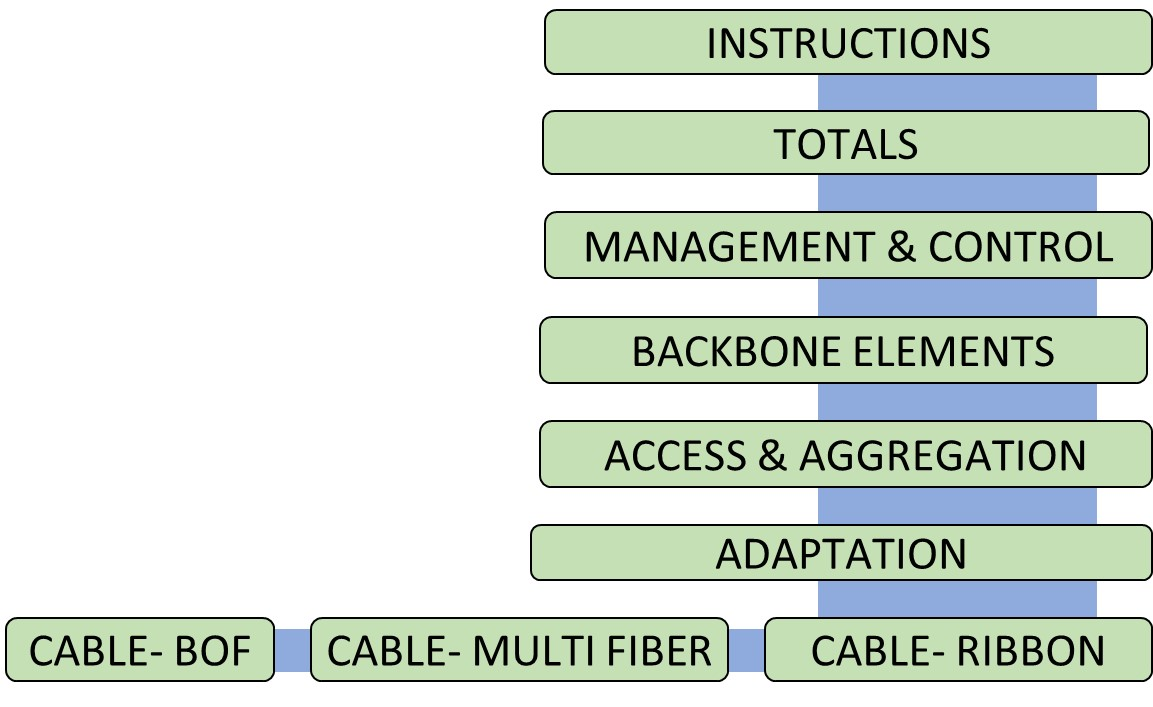 INSTRUCTIONS
TOTALS
MANAGEMENT & CONTROL
BACKBONE ELEMENTS
ACCESS & AGGREGATION
ADAPTATION
CABLE- BOF
CABLE- MULTI FIBER
CABLE- RIBBON